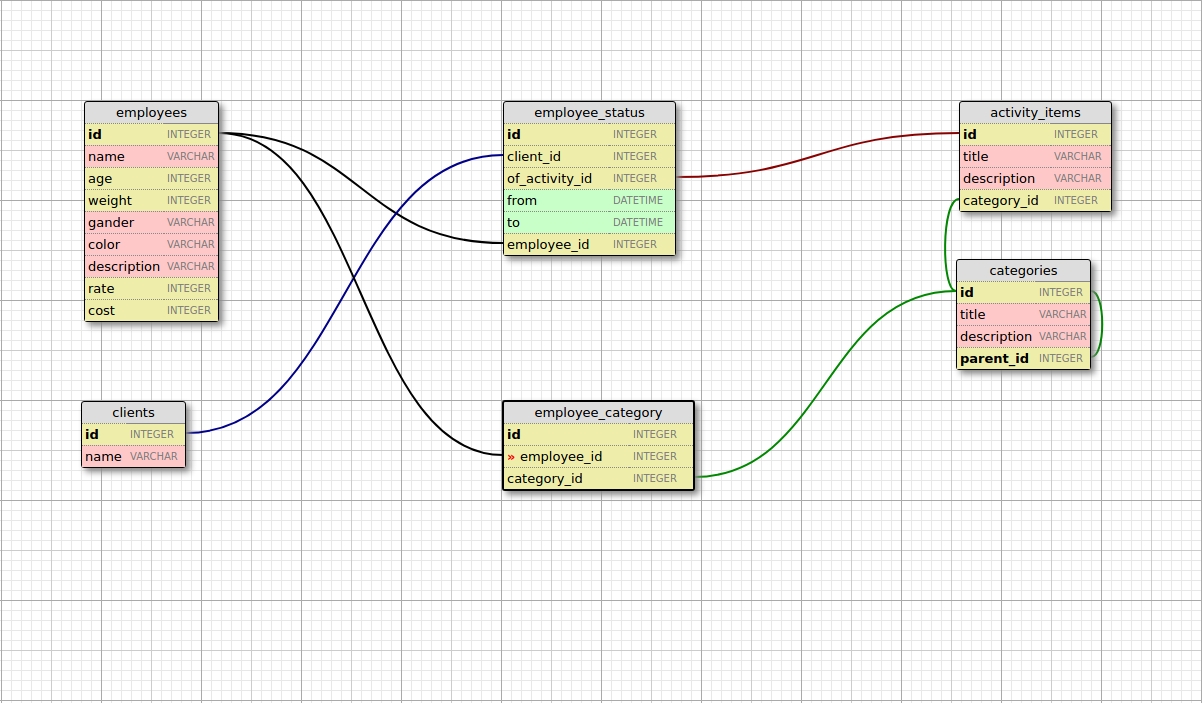 employees
id INTEGER
name VARCHAR
age INTEGER
weight INTEGER
gander VARCHAR
color VARCHAR
description VARCHAR
rate INTEGER
cost INTEGER
employee_status
id INTEGER
client_id INTEGER
of_activity_id INTEGER
from DATETIME
to DATETIME
employee_id INTEGER
activity_items
id INTEGER
title VARCHAR
description VARCHAR
category_id INTEGER
categories
id INTEGER
title VARCHAR
description VARCHAR
parent_id INTEGER
clients
id INTEGER
name VARCHAR
employee_category
id INTEGER
» employee_id INTEGER
category_id INTEGER